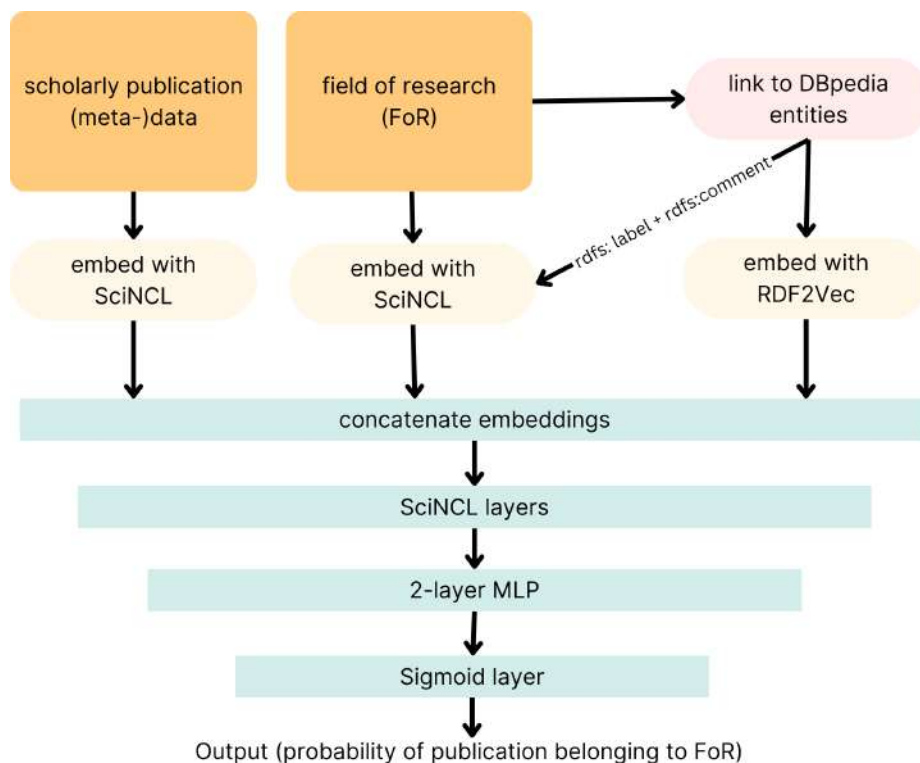 scholarly publication
(meta-)data
field of research
(FoR)
link to DBpedia
entities
rdfs: label + rdfs:comment
embed with
SciNCL
embed with
SciNCL
embed with
RDF2Vec
concatenate embeddings
SciNCL layers
2-layer MLP
Sigmoid layer
Output (probability of publication belonging to FoR)